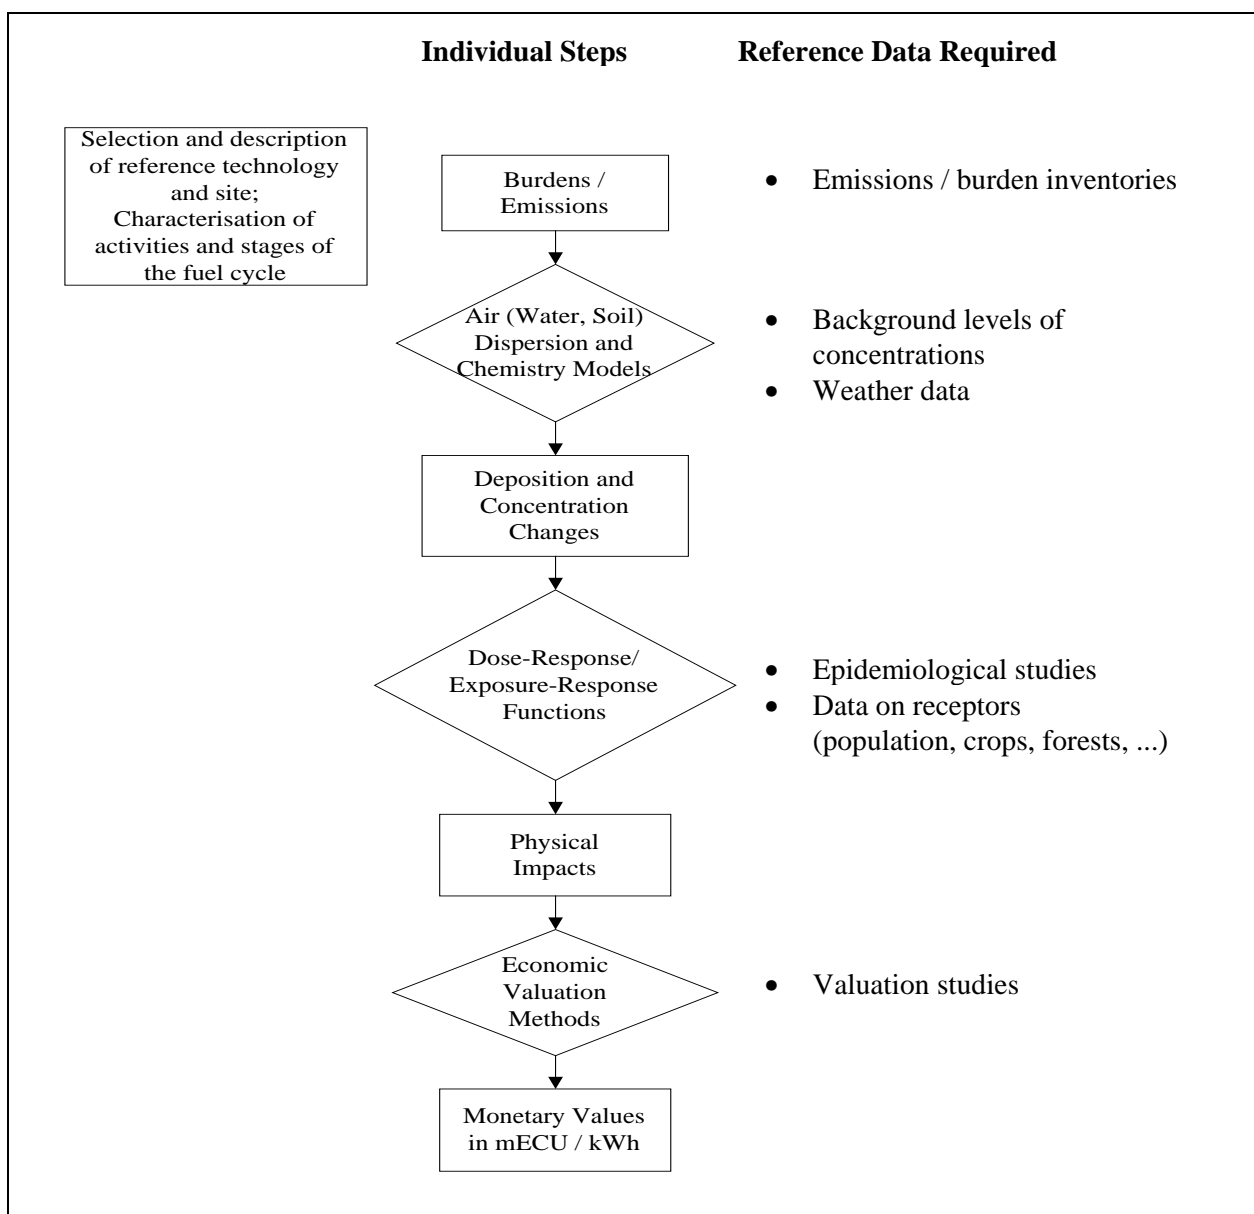 Individual Steps
Reference Data Required
Selection and description
of reference technology
and site;
Characterisation of
activities and stages of
the fuel cycle
Burdens /
Emissions
• Emissions / burden inventories
Air (Water, Soil)
Dispersion and
Chemistry Models
• Background levels of
concentrations
• Weather data
Deposition and
Concentration
Changes
Dose-Response/
Exposure-Response
Functions
• Epidemiological studies
• Data on receptors
(population, crops, forests, ...)
Physical
Impacts
Economic
Valuation
Methods
• Valuation studies
Monetary Values
in mECU / kWh